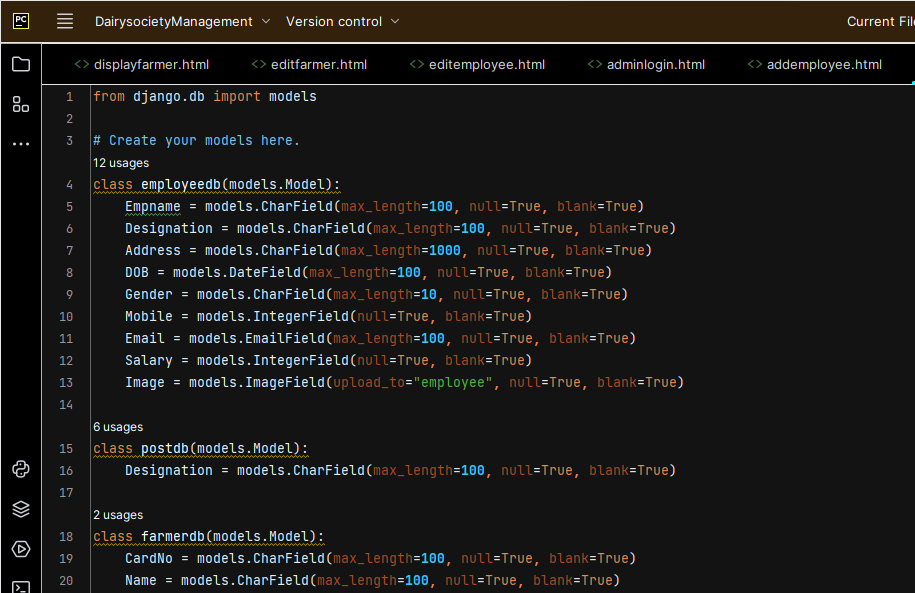 PC DairysocietyManagement Version control Current File
displayfarmer.html editfarmer.html editemployee.html adminlogin.html addemployee.html
1 from django.db import models
2
3 # Create your models here.
12 usages
4 class employeedb(models.Model):
5 Empname = models.CharField(max_length=100, null=True, blank=True)
6 Designation = models.CharField(max_length=100, null=True, blank=True)
7 Address = models.CharField(max_length=1000, null=True, blank=True)
8 DOB = models.DateField(max_length=100, null=True, blank=True)
9 Gender = models.CharField(max_length=10, null=True, blank=True)
10 Mobile = models.IntegerField(null=True, blank=True)
11 Email = models.EmailField(max_length=100, null=True, blank=True)
12 Salary = models.IntegerField(null=True, blank=True)
13 Image = models.ImageField(upload_to="employee", null=True, blank=True)
14
6 usages
15 class postdb(models.Model):
16 Designation = models.CharField(max_length=100, null=True, blank=True)
17
2 usages
18 class farmerdb(models.Model):
19 CardNo = models.CharField(max_length=100, null=True, blank=True)
20 Name = models.CharField(max_length=100, null=True, blank=True)